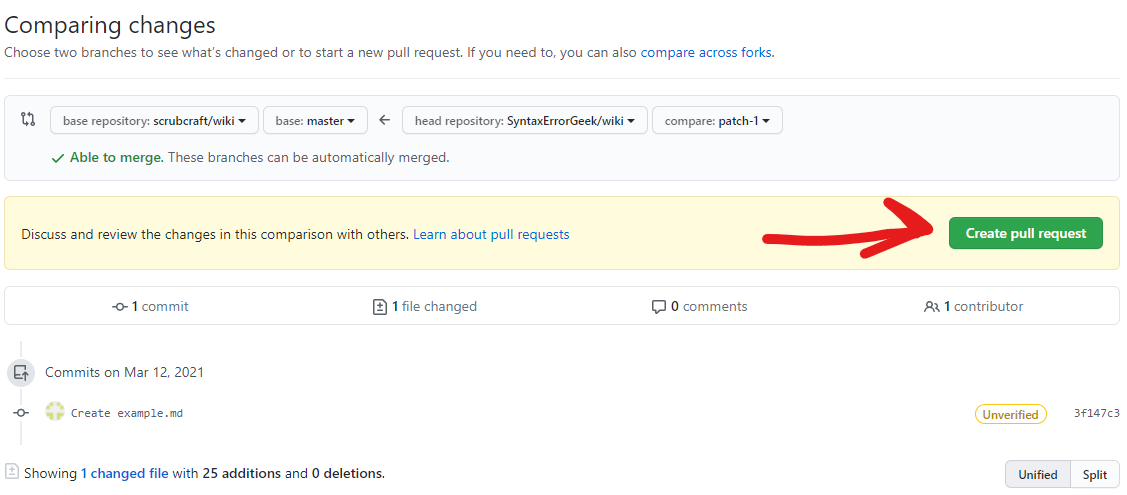 Comparing changes
Choose two branches to see what's changed or to start a new pull request. If you need to, you can also compare across forks.
base repository: scrubcraft/wiki base: master head repository: SyntaxErrorGeek/wiki compare: patch-1
Able to merge. These branches can be automatically merged.
Discuss and review the changes in this comparison with others. Learn about pull requests Create pull request
1 commit 1 file changed 0 comments 1 contributor
Commits on Mar 12, 2021
Create example.md Unverified 3f147c3
Showing 1 changed file with 25 additions and 0 deletions. Unified Split